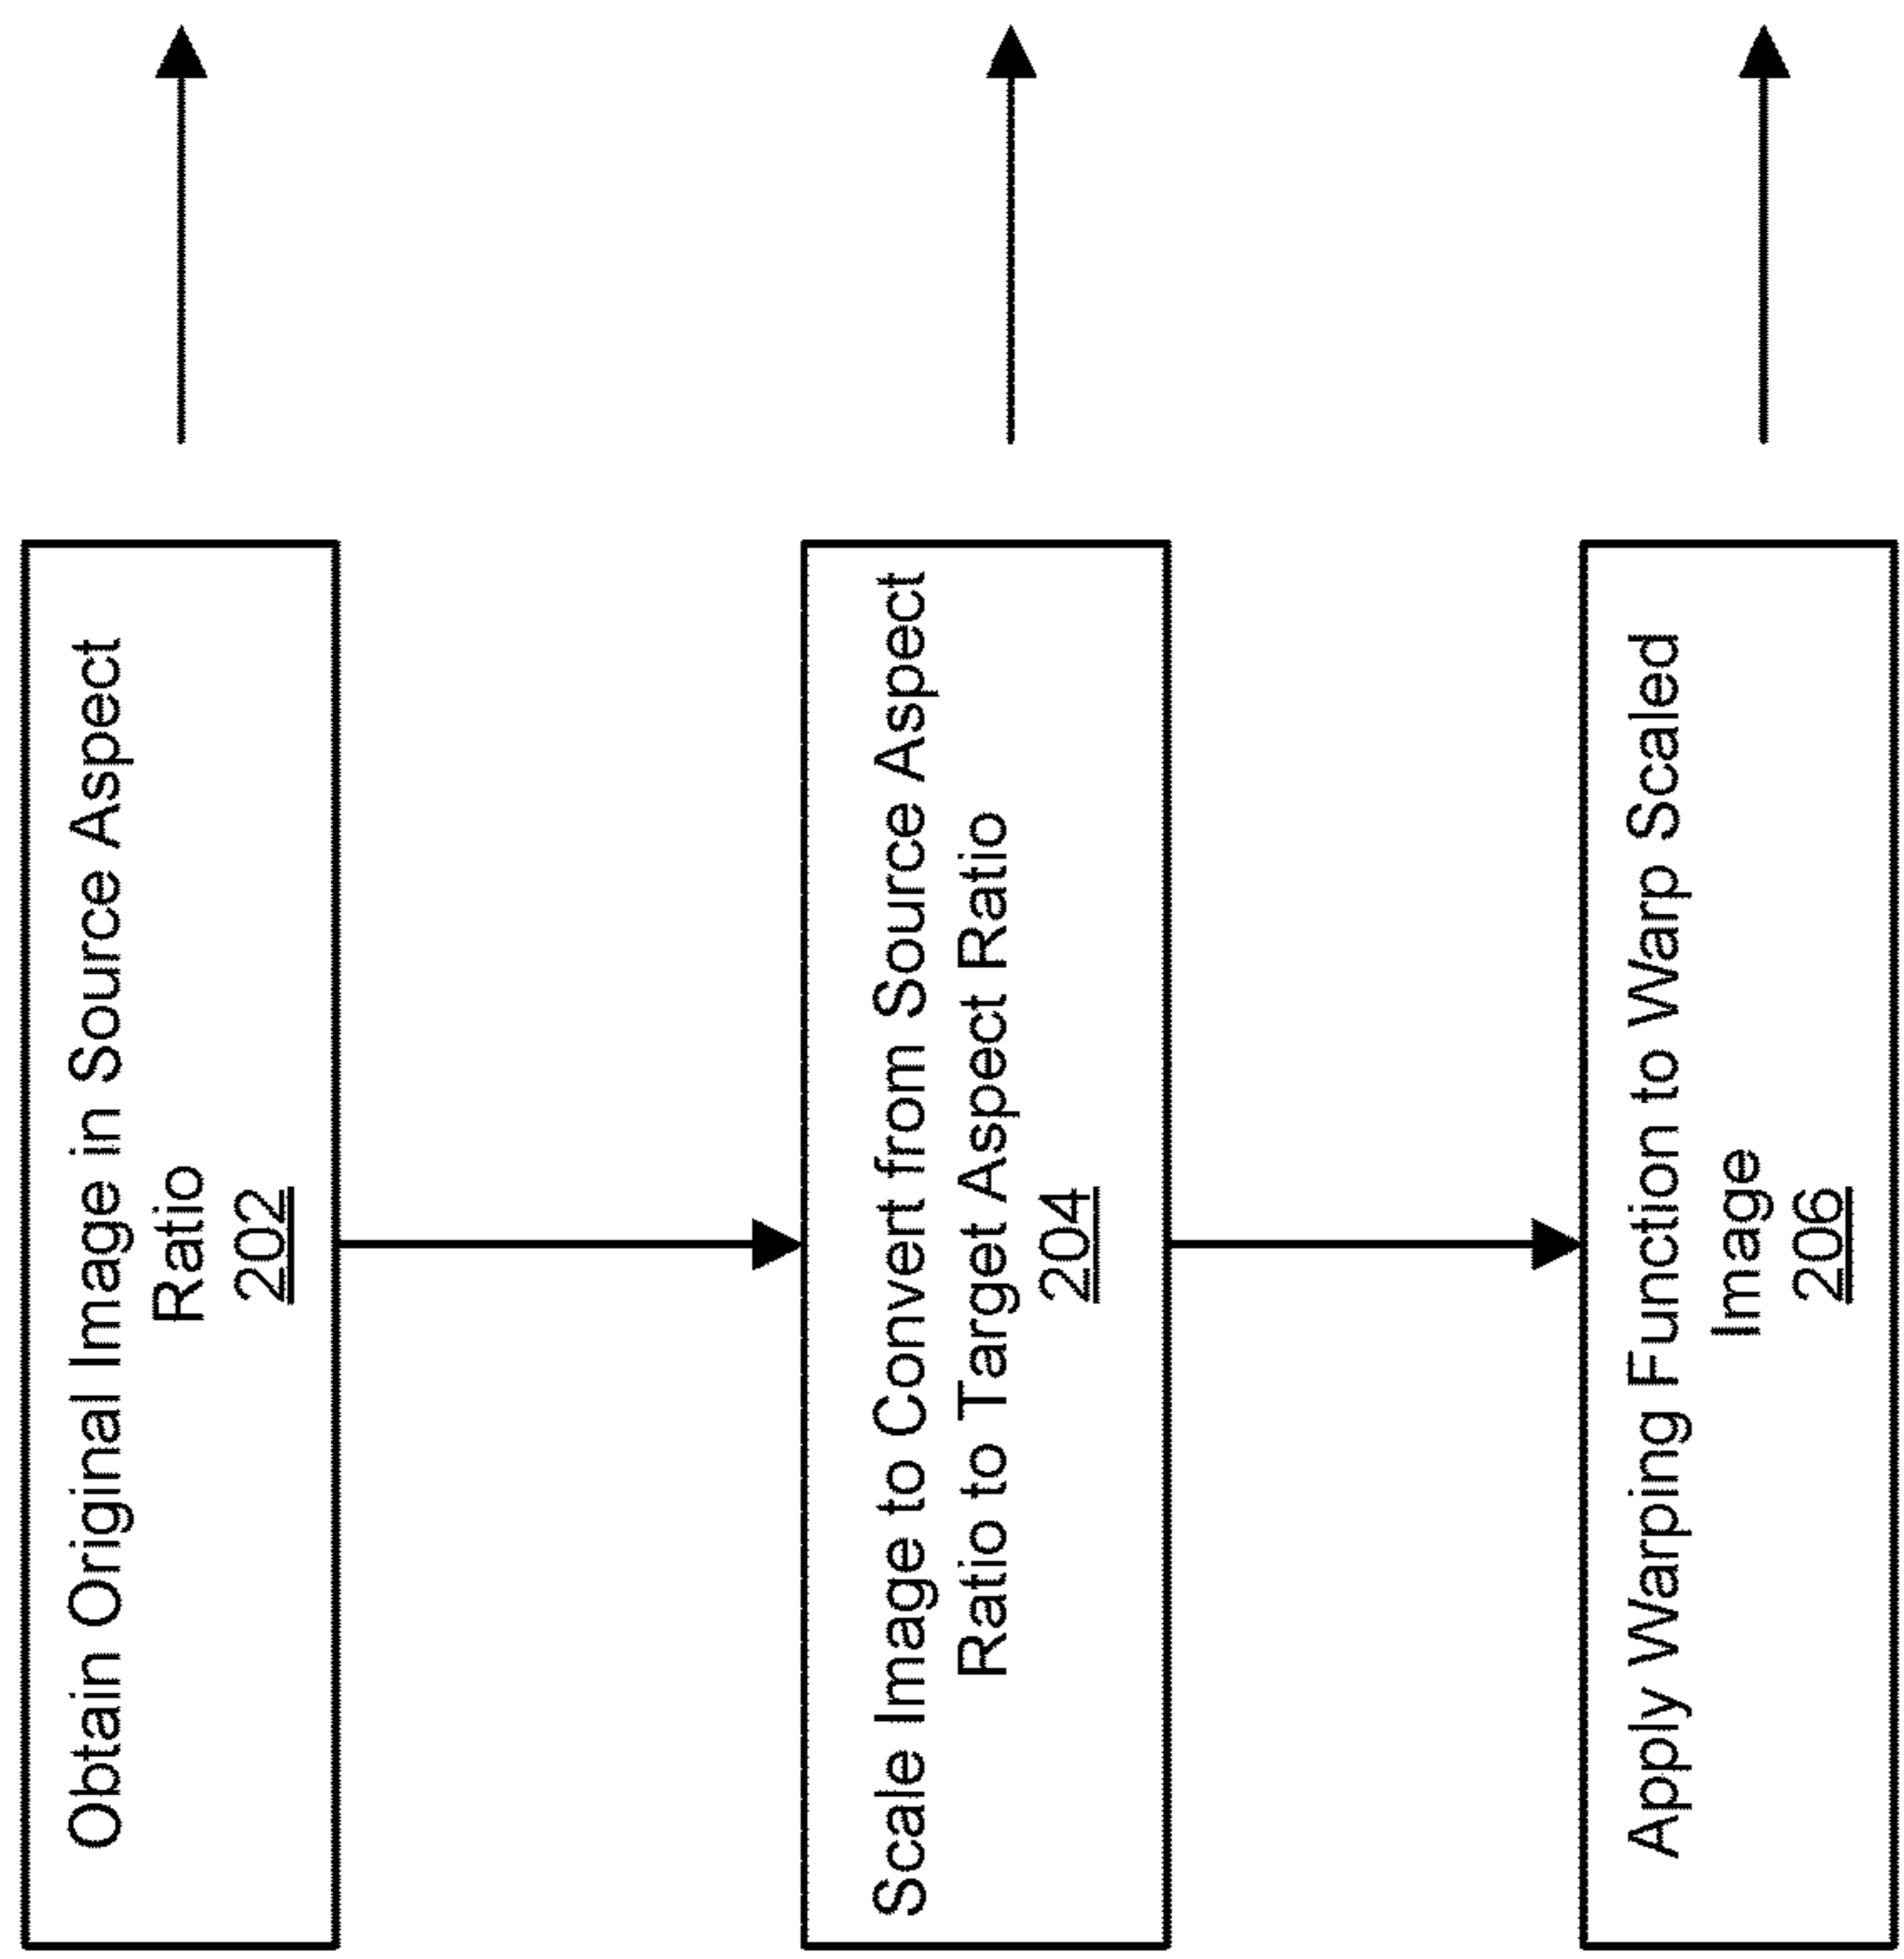 Obtain Original Image in Source Aspect
Ratio
202
Scale Image to Convert from Source Aspect
Ratio to Target Aspect Ratio
204
Apply Warping Function to Warp Scaled
Image
206